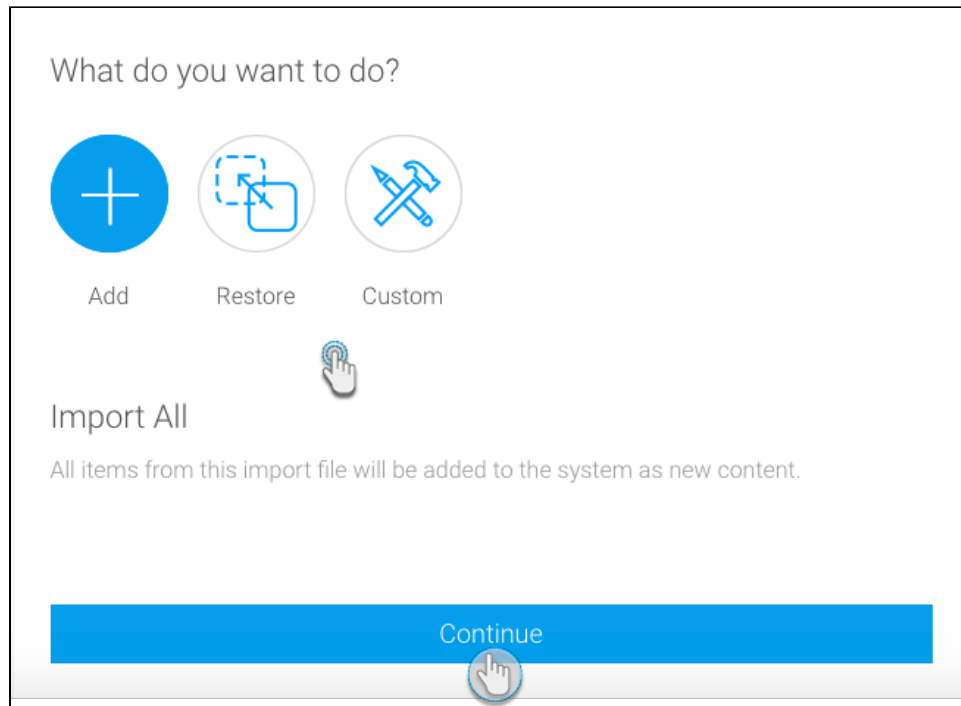 What do you want to do?
Add Restore Custom
Import All
All items from this import file will be added to the system as new content.
Continue